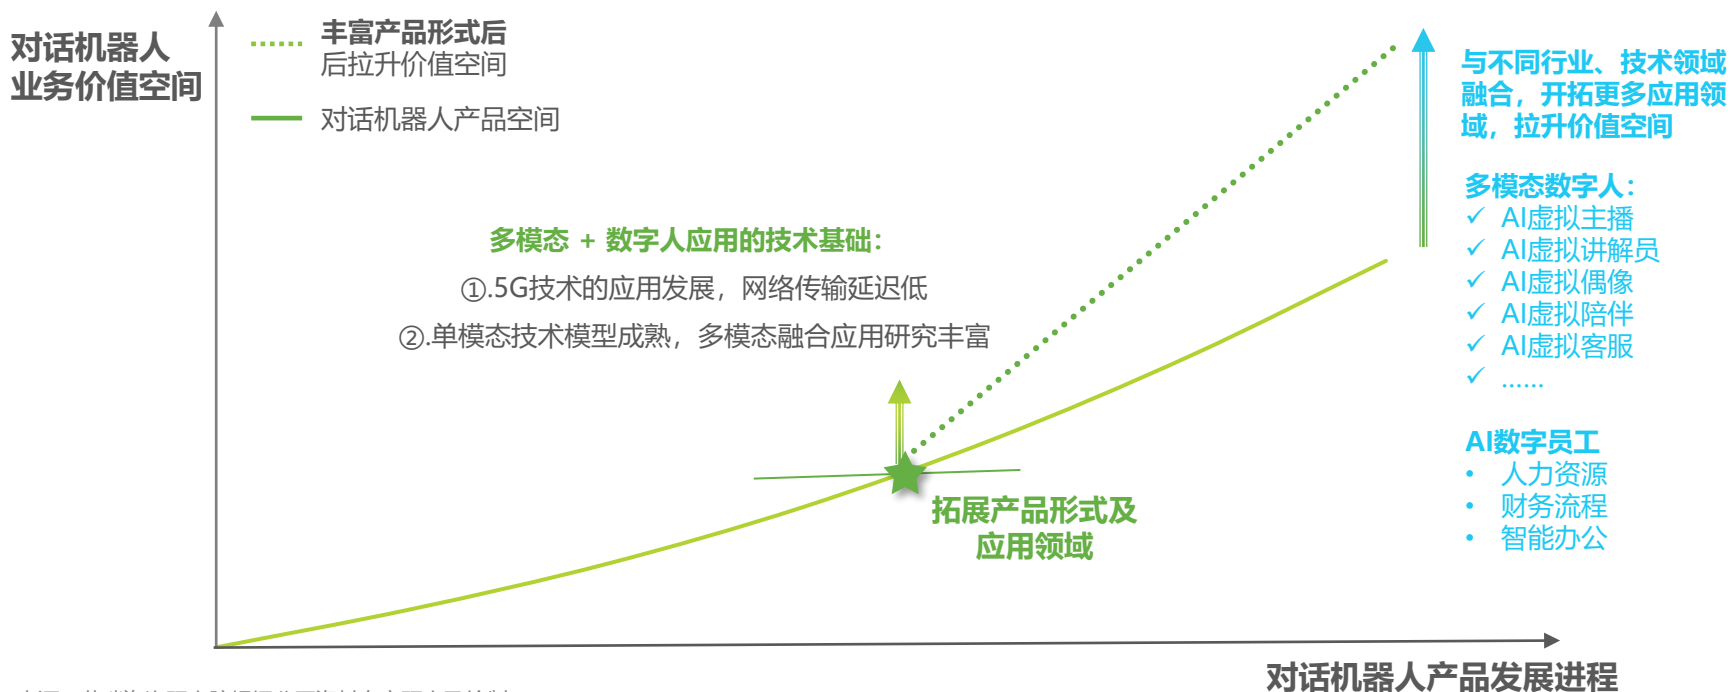 对话机器人
业务价值空间
丰富产品形式后
后拉升价值空间
对话机器人产品空间
与不同行业、技术领域
融合，开拓更多应用领
域，拉升价值空间
多模态数字人：
✓ AI虚拟主播
✓ AI虚拟讲解员
✓ AI虚拟偶像
✓ AI虚拟陪伴
✓ AI虚拟客服
✓ ......
AI数字员工
• 人力资源
• 财务流程
• 智能办公
多模态 + 数字人应用的技术基础：
①.5G技术的应用发展，网络传输延迟低
②.单模态技术模型成熟，多模态融合应用研究丰富
拓展产品形式及
应用领域
对话机器人产品发展进程